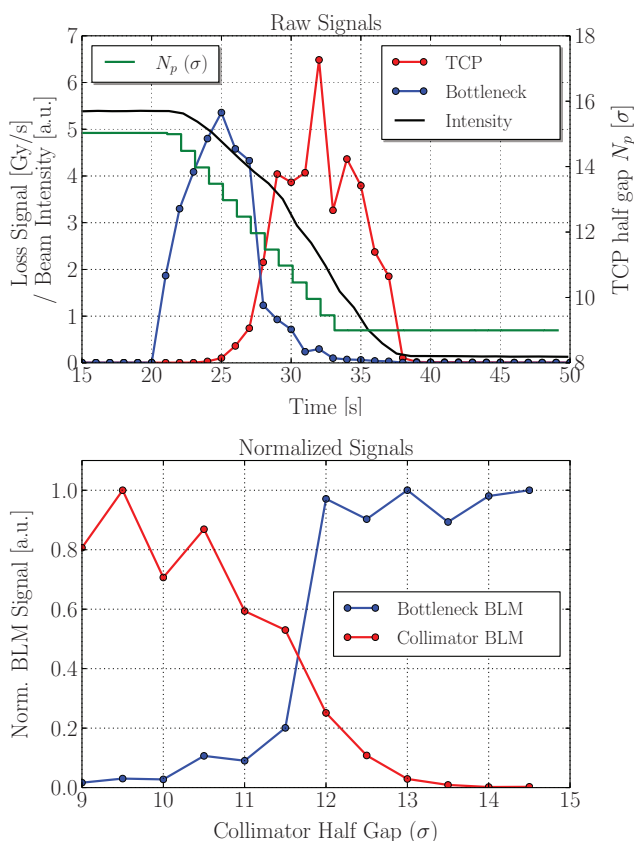 Raw Signals
7
6
5
4
3
2
1
0
Loss Signal [Gy/s]
/ Beam Intensity [a.u.]
N_p (σ)
TCP
Bottleneck
Intensity
18
16
14
12
10
8
TCP half gap N_p [σ]
15 20 25 30 35 40 45 50
Time [s]
Normalized Signals
1.0
0.8
0.6
0.4
0.2
0.0
Norm. BLM Signal [a.u.]
Bottleneck BLM
Collimator BLM
9 10 11 12 13 14 15
Collimator Half Gap (σ)